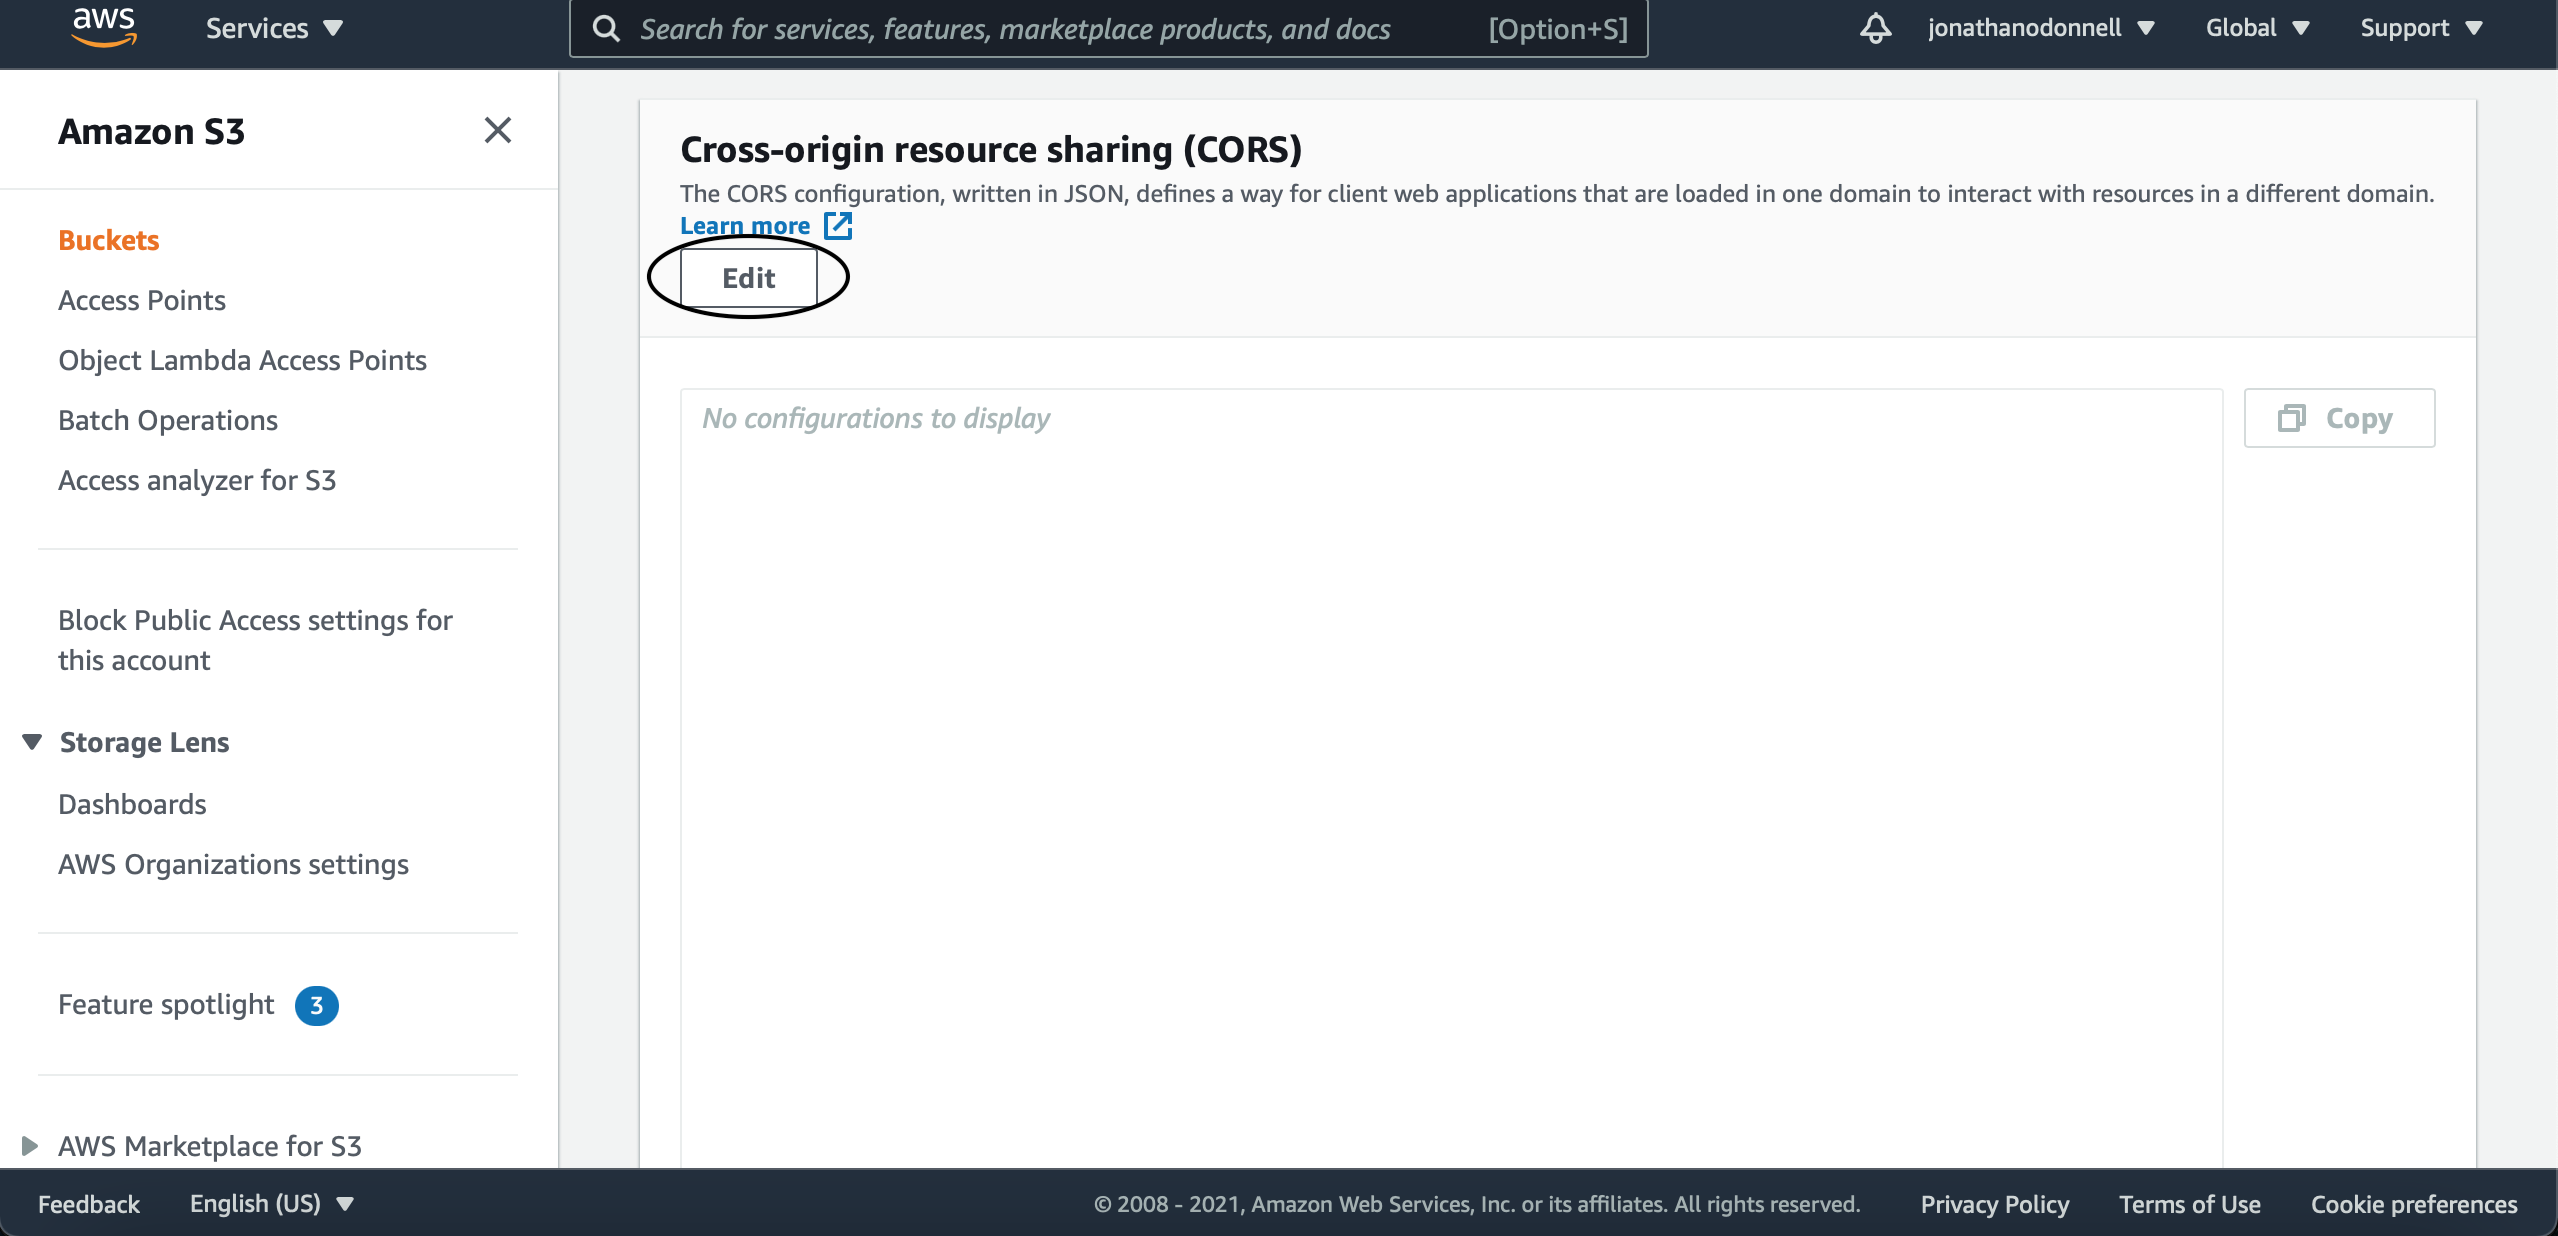 aws
Services
Search for services, features, marketplace products, and docs
[Option+S]
jonathanodonnell
Global
Support
Amazon S3
Buckets
Access Points
Object Lambda Access Points
Batch Operations
Access analyzer for S3
Block Public Access settings for
this account
Storage Lens
Dashboards
AWS Organizations settings
Feature spotlight 3
AWS Marketplace for S3
Cross-origin resource sharing (CORS)
The CORS configuration, written in JSON, defines a way for client web applications that are loaded in one domain to interact with resources in a different domain.
Learn more
Edit
No configurations to display
Copy
Feedback
English (US)
© 2008 - 2021, Amazon Web Services, Inc. or its affiliates. All rights reserved.
Privacy Policy
Terms of Use
Cookie preferences